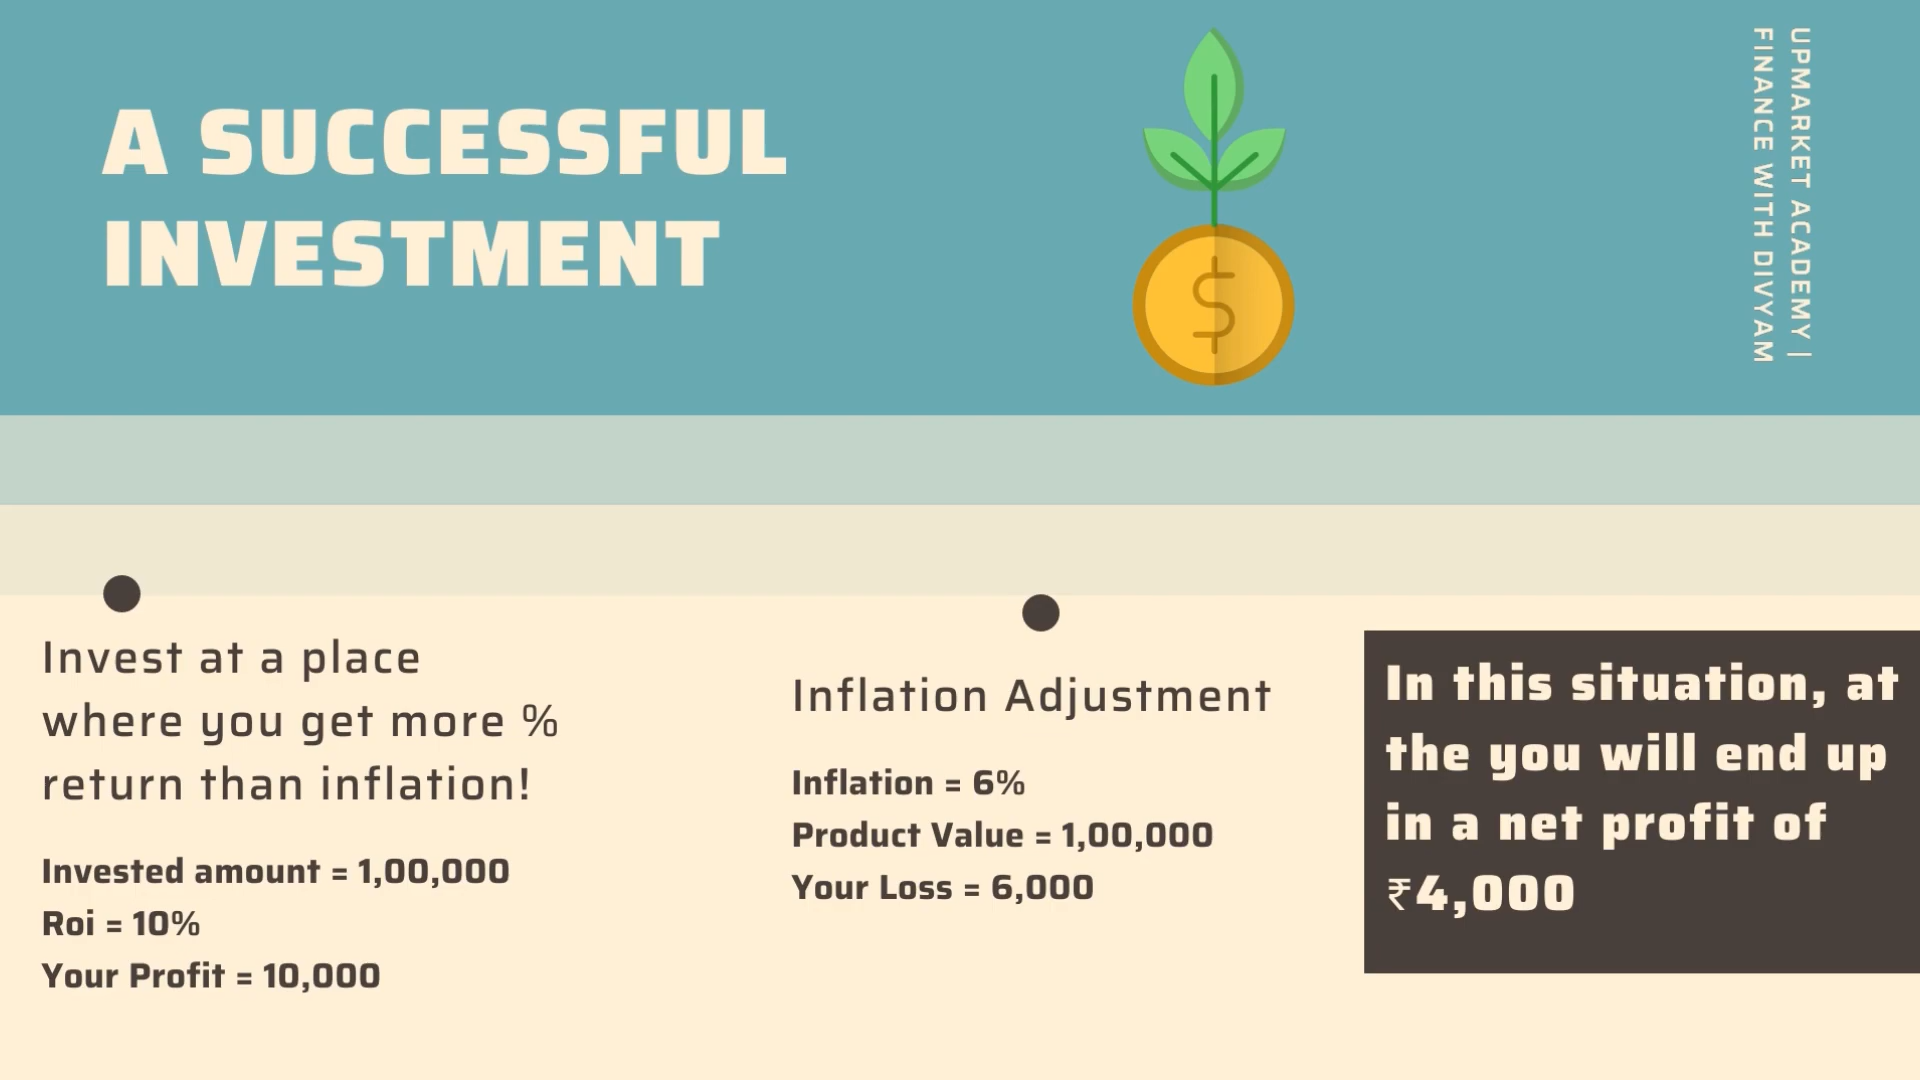 A SUCCESSFUL
INVESTMENT
UPMARKET ACADEMY |
FINANCE WITH DIVYAM
$
Invest at a place
where you get more %
return than inflation!
Invested amount = 1,00,000
Roi = 10%
Your Profit = 10,000
Inflation Adjustment
Inflation = 6%
Product Value = 1,00,000
Your Loss = 6,000
In this situation, at
the you will end up
in a net profit of
₹4,000